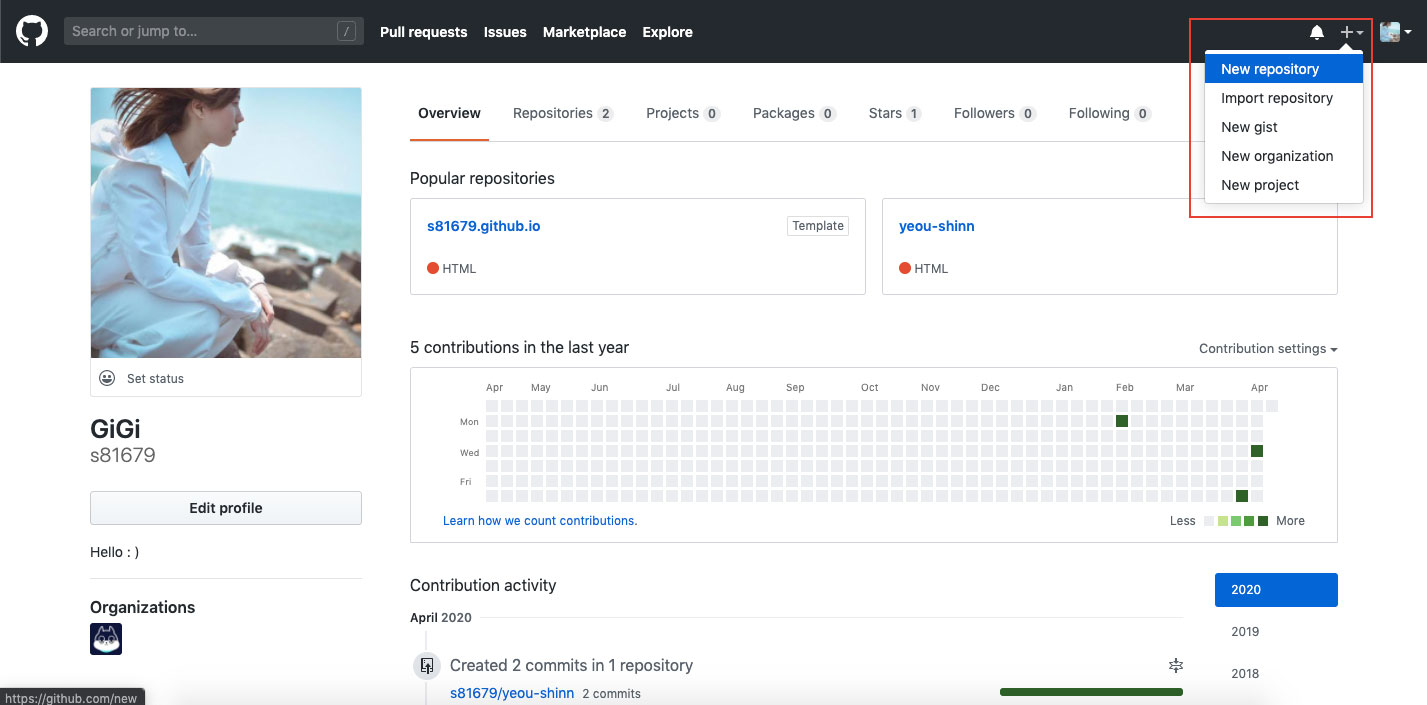 Search or jump to... /
Pull requests Issues Marketplace Explore
New repository
Import repository
New gist
New organization
New project
Overview Repositories 2 Projects 0 Packages 0 Stars 1 Followers 0 Following 0
Popular repositories
s81679.github.io Template
HTML
yeou-shinn
HTML
Set status
GiGi
s81679
Edit profile
Hello : )
Organizations
5 contributions in the last year
Contribution settings
Apr May Jun Jul Aug Sep Oct Nov Dec Jan Feb Mar Apr
Mon
Wed
Fri
Learn how we count contributions.
Less More
Contribution activity
2020
2019
2018
April 2020
Created 2 commits in 1 repository
s81679/yeou-shinn 2 commits
https://github.com/new